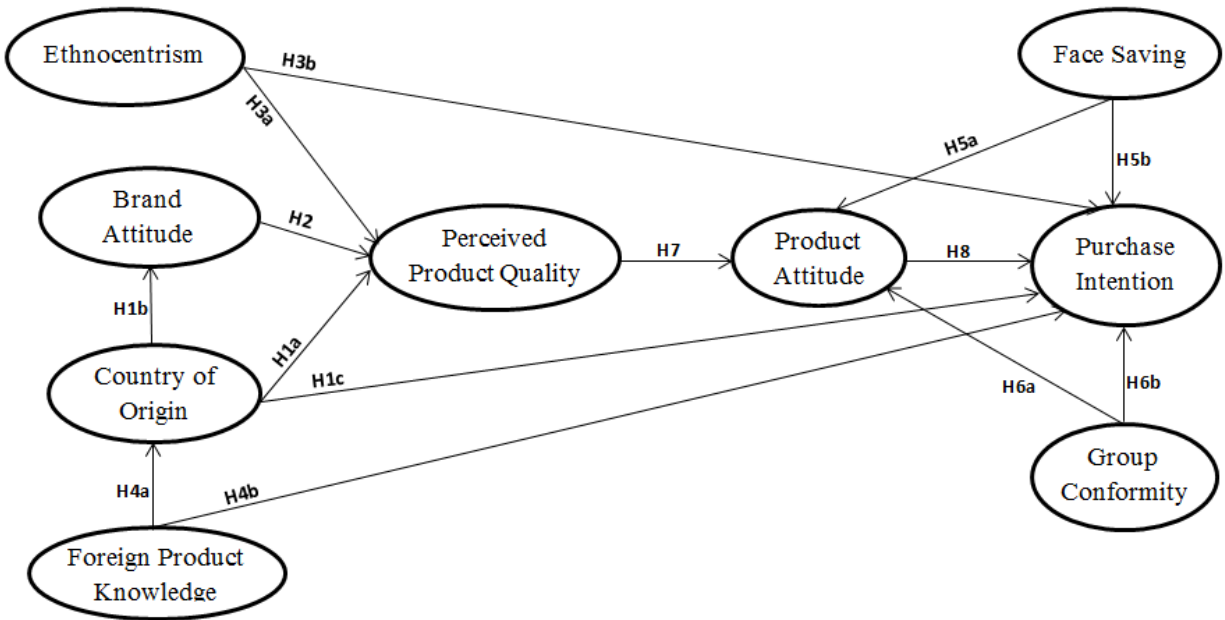 Ethnocentrism
Face Saving
H3b
H3a
H5a
H5b
Brand
Attitude
H2
Perceived
Product Quality
H7
Product
Attitude
H8
Purchase
Intention
H1b
H1a
H1c
Country of
Origin
H6a
H6b
H4a
H4b
Group
Conformity
Foreign Product
Knowledge